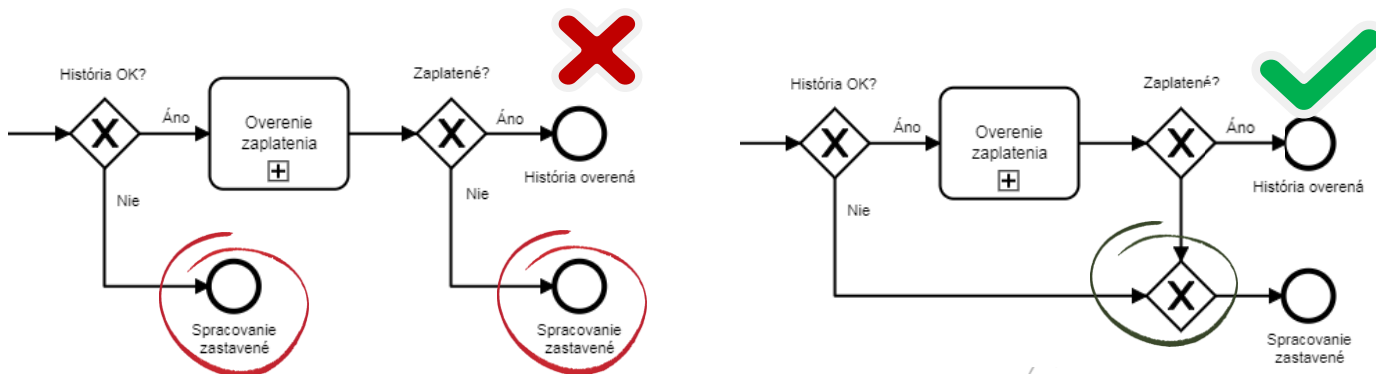 História OK?
Áno
Overenie
zaplatenia
Zaplatené?
Áno
História overená
Nie
Nie
Spracovanie
zastavené
Spracovanie
zastavené
História OK?
Áno
Overenie
zaplatenia
Zaplatené?
Áno
História overená
Nie
Spracovanie
zastavené